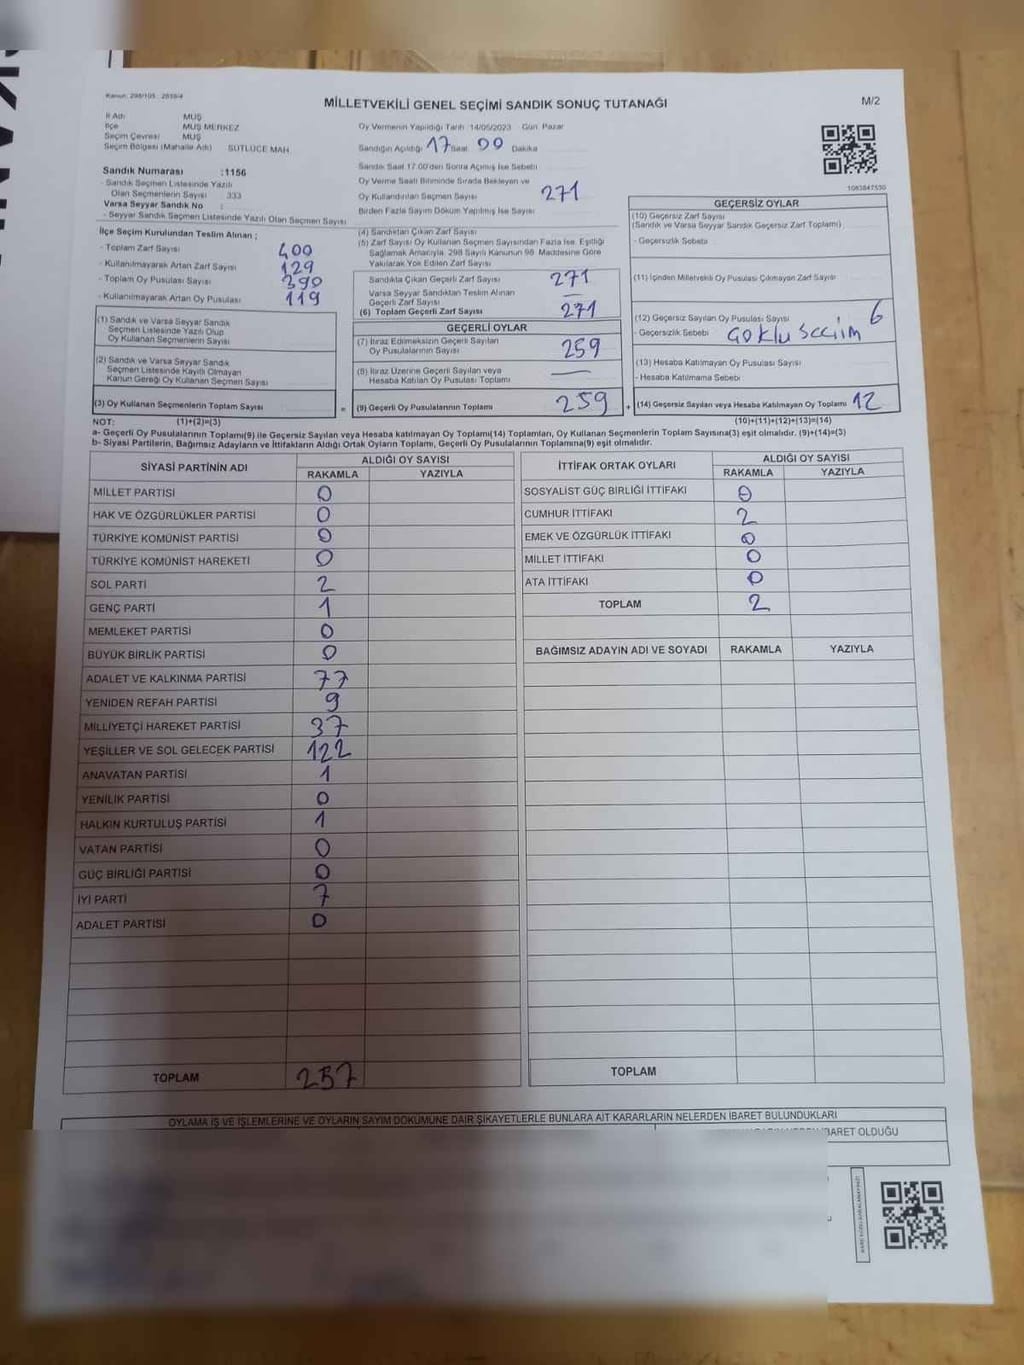 Kanun: 298/105 : 2839/4
MİLLETVEKİLİ GENEL SEÇİMİ SANDIK SONUÇ TUTANAĞI
M/2
İl Adı MUŞ
İlçe MUŞ MERKEZ
Seçim Çevresi MUŞ
Seçim Bölgesi (Mahalle Adı) SÜTLÜCE MAH.
Sandık Numarası :1156
- Sandık Seçmen Listesinde Yazılı
Olan Seçmenlerin Sayısı 333
Varsa Seyyar Sandık No :
- Seyyar Sandık Seçmen Listesinde Yazılı Olan Seçmen Sayısı
Oy Vermenin Yapıldığı Tarih 14/05/2023 Gün Pazar
Sandığın Açıldığı 17 Saat 00 Dakika
Sandık Saat 17.00'den Sonra Açılmış İse Sebebi
Oy Verme Saati Bitiminde Sırada Bekleyen ve
Oy Kullandırılan Seçmen Sayısı 271
Birden Fazla Sayım Döküm Yapılmış İse Sayısı
1083847550
İlçe Seçim Kurulundan Teslim Alınan ;
- Toplam Zarf Sayısı 400
- Kullanılmayarak Artan Zarf Sayısı 129
- Toplam Oy Pusulası Sayısı 390
- Kullanılmayarak Artan Oy Pusulası 119
(1) Sandık ve Varsa Seyyar Sandık
Seçmen Listesinde Yazılı Olup
Oy Kullanan Seçmenlerin Sayısı
(2) Sandık ve Varsa Seyyar Sandık
Seçmen Listesinde Kayıtlı Olmayan
Kanun Gereği Oy Kullanan Seçmen Sayısı
(3) Oy Kullanan Seçmenlerin Toplam Sayısı =
(4) Sandıktan Çıkan Zarf Sayısı
(5) Zarf Sayısı Oy Kullanan Seçmen Sayısından Fazla İse, Eşitliği
Sağlamak Amacıyla, 298 Sayılı Kanunun 98. Maddesine Göre
Yakılarak Yok Edilen Zarf Sayısı
Sandıkta Çıkan Geçerli Zarf Sayısı 271
Varsa Seyyar Sandıktan Teslim Alınan
Geçerli Zarf Sayısı —
(6) Toplam Geçerli Zarf Sayısı 271
GEÇERLİ OYLAR
(7) İtiraz Edilmeksizin Geçerli Sayılan
Oy Pusulalarının Sayısı 259
(8) İtiraz Üzerine Geçerli Sayılan veya
Hesaba Katılan Oy Pusulası Toplamı —
(9) Geçerli Oy Pusulalarının Toplamı 259 +
GEÇERSİZ OYLAR
(10) Geçersiz Zarf Sayısı
(Sandık ve Varsa Seyyar Sandık Geçersiz Zarf Toplamı)
- Geçersizlik Sebebi
(11) İçinden Milletvekili Oy Pusulası Çıkmayan Zarf Sayısı
(12) Geçersiz Sayılan Oy Pusulası Sayısı 6
- Geçersizlik Sebebi
(13) Hesaba Katılmayan Oy Pusulası Sayısı
- Hesaba Katılmama Sebebi
(14) Geçersiz Sayılan veya Hesaba Katılmayan Oy Toplamı 12
NOT: (1)+(2)=(3) (10)+(11)+(12)+(13)=(14)
a- Geçerli Oy Pusulalarının Toplamı(9) ile Geçersiz Sayılan veya Hesaba katılmayan Oy Toplamı(14) Toplamları, Oy Kullanan Seçmenlerin Toplam Sayısına(3) eşit olmalıdır. (9)+(14)=(3)
b- Siyasi Partilerin, Bağımsız Adayların ve İttifakların Aldığı Ortak Oyların Toplamı, Geçerli Oy Pusulalarının Toplamına(9) eşit olmalıdır.
SİYASİ PARTİNİN ADI ALDIĞI OY SAYISI
RAKAMLA YAZIYLA
MİLLET PARTİSİ 0
HAK VE ÖZGÜRLÜKLER PARTİSİ 0
TÜRKİYE KOMÜNİST PARTİSİ 0
TÜRKİYE KOMÜNİST HAREKETİ 0
SOL PARTİ 2
GENÇ PARTİ 1
MEMLEKET PARTİSİ 0
BÜYÜK BİRLİK PARTİSİ 0
ADALET VE KALKINMA PARTİSİ 77
YENİDEN REFAH PARTİSİ 9
MİLLİYETÇİ HAREKET PARTİSİ 37
YEŞİLLER VE SOL GELECEK PARTİSİ 122
ANAVATAN PARTİSİ 1
YENİLİK PARTİSİ 0
HALKIN KURTULUŞ PARTİSİ 1
VATAN PARTİSİ 0
GÜÇ BİRLİĞİ PARTİSİ 0
İYİ PARTİ 7
ADALET PARTİSİ 0
TOPLAM 257
İTTİFAK ORTAK OYLARI ALDIĞI OY SAYISI
RAKAMLA YAZIYLA
SOSYALİST GÜÇ BİRLİĞİ İTTİFAKI 0
CUMHUR İTTİFAKI 2
EMEK VE ÖZGÜRLÜK İTTİFAKI 0
MİLLET İTTİFAKI 0
ATA İTTİFAKI 0
TOPLAM 2
BAĞIMSIZ ADAYIN ADI VE SOYADI RAKAMLA YAZIYLA
TOPLAM
OYLAMA İŞ VE İŞLEMLERİNE VE OYLARIN SAYIM DÖKÜMÜNE DAİR ŞİKAYETLERLE BUNLARA AİT KARARLARIN NELERDEN İBARET BULUNDUKLARI
İBARET OLDUĞU